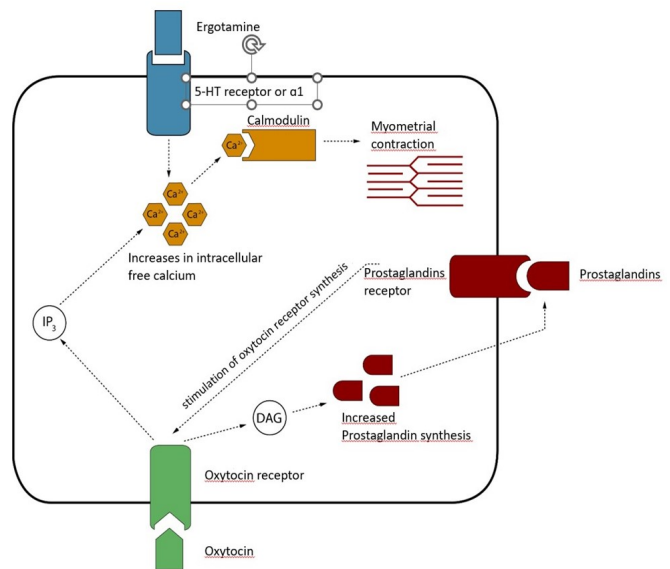 Ergotamine
5-HT receptor or α1
Calmodulin
Ca²⁺
Myometrial
contraction
Ca²⁺
Ca²⁺
Ca²⁺
Ca²⁺
Increases in intracellular
free calcium
Prostaglandins
receptor
Prostaglandins
stimulation of oxytocin receptor synthesis
IP₃
DAG
Increased
Prostaglandin synthesis
Oxytocin receptor
Oxytocin